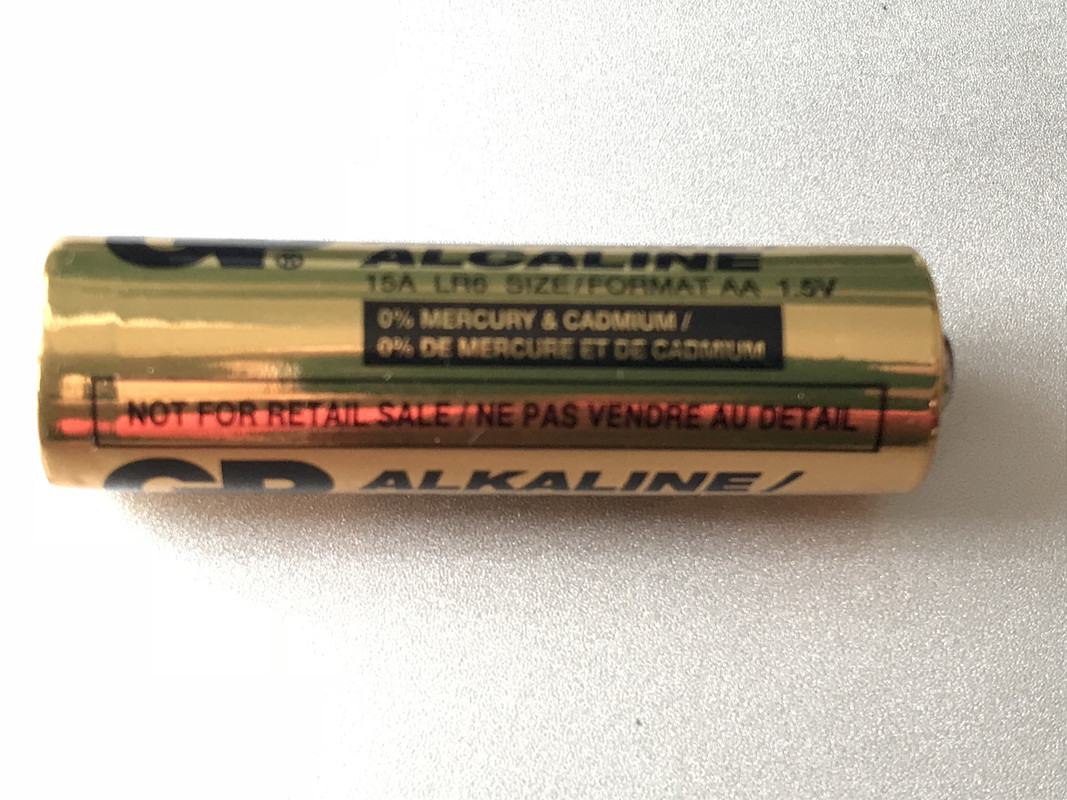 GP® ALCALINE
15A LR6 SIZE/FORMAT AA 1.5V
0% MERCURY & CADMIUM /
0% DE MERCURE ET DE CADMIUM
NOT FOR RETAIL SALE / NE PAS VENDRE AU DETAIL
GP ALKALINE/